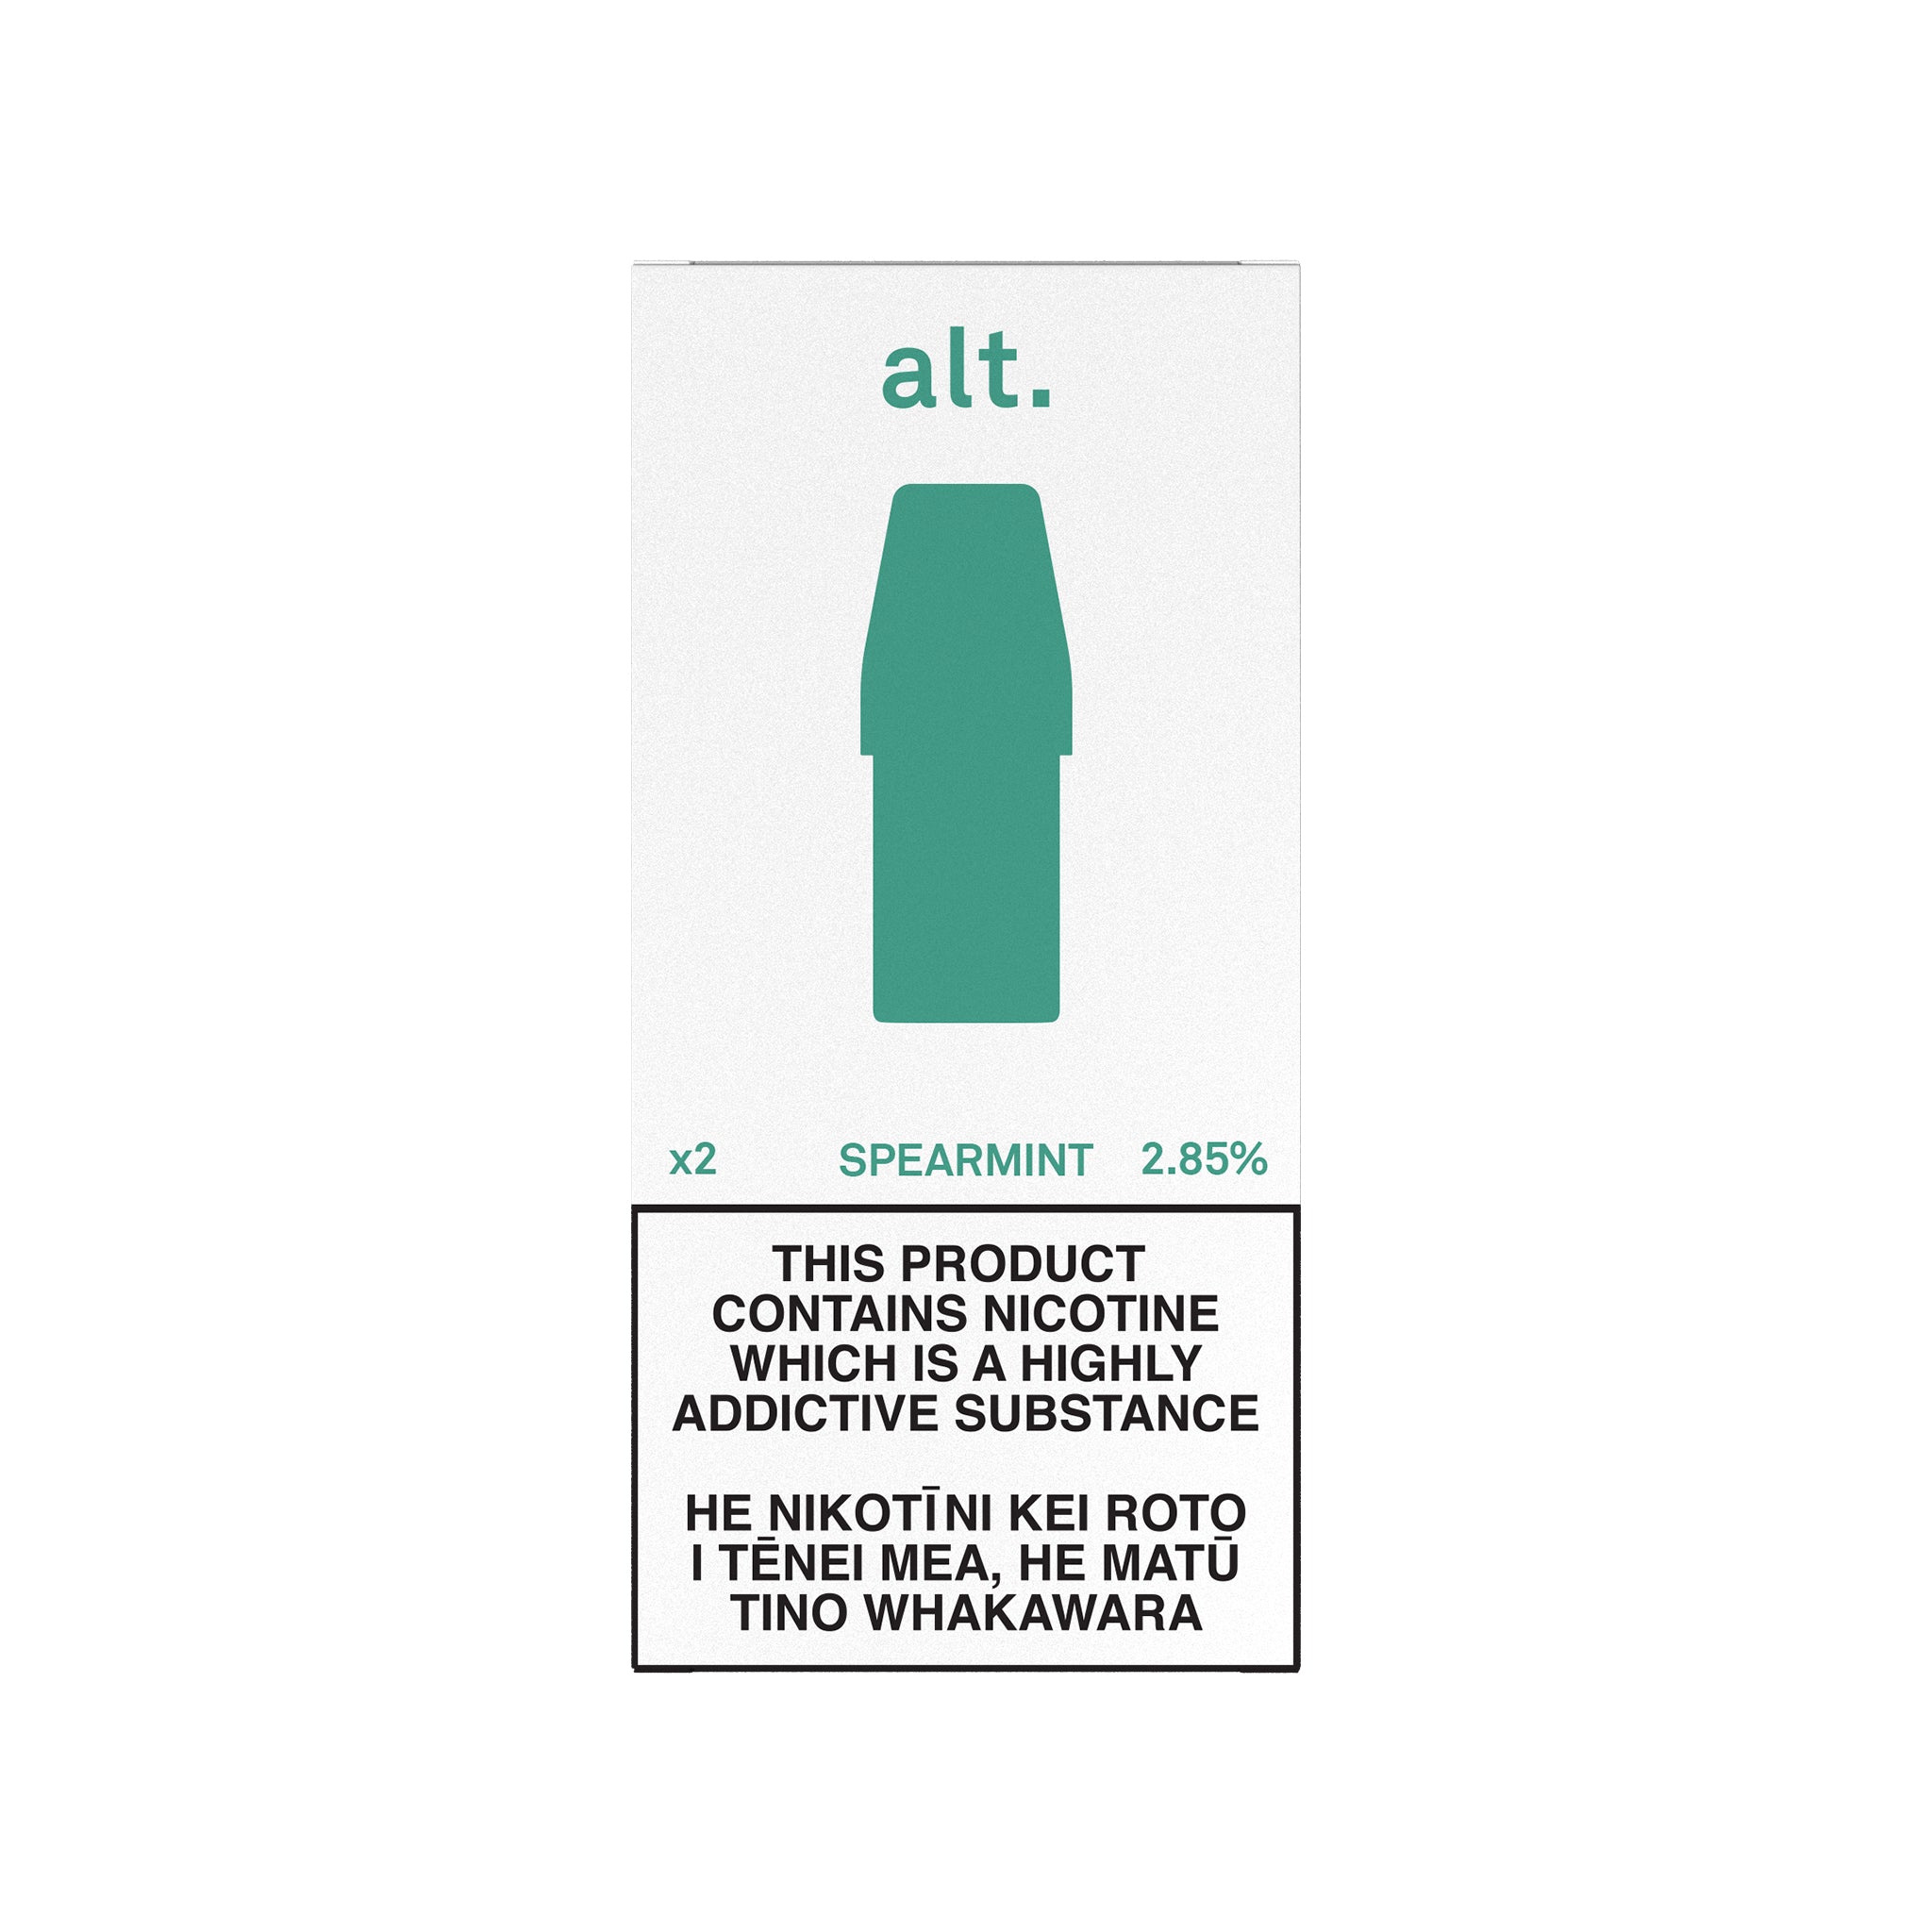 alt.
x2 SPEARMINT 2.85%
THIS PRODUCT
CONTAINS NICOTINE
WHICH IS A HIGHLY
ADDICTIVE SUBSTANCE
HE NIKOTĪNI KEI ROTO
I TĒNEI MEA, HE MATŪ
TINO WHAKAWARA